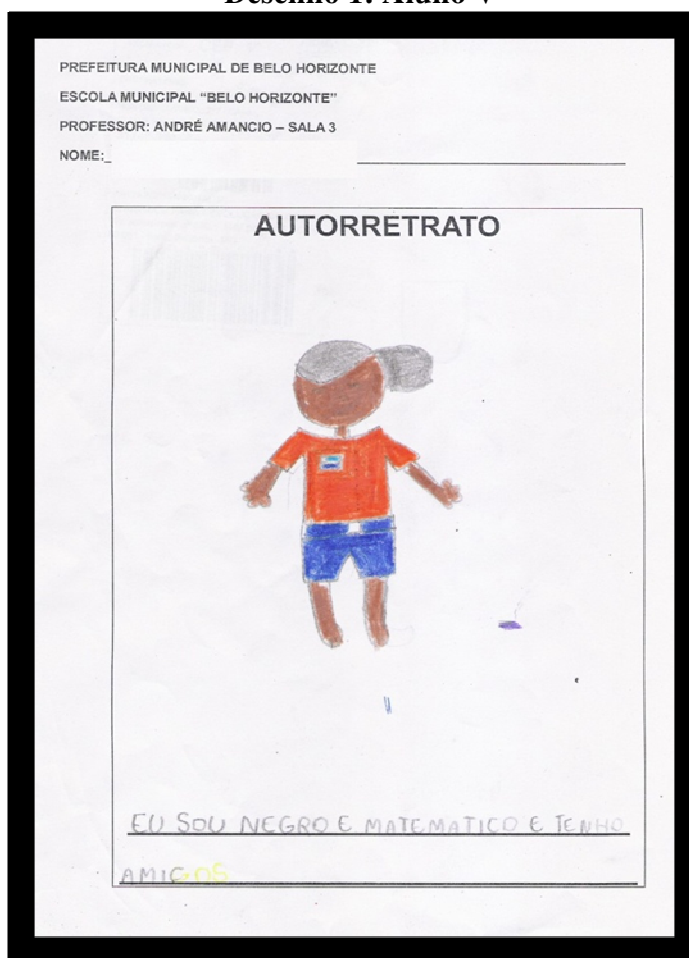 Desenho 1: Aluno V
PREFEITURA MUNICIPAL DE BELO HORIZONTE
ESCOLA MUNICIPAL “BELO HORIZONTE”
PROFESSOR: ANDRÉ AMANCIO – SALA 3
NOME:_
AUTORRETRATO
EU SOU NEGRO E MATEMATICO E TENHO
AMIGOS